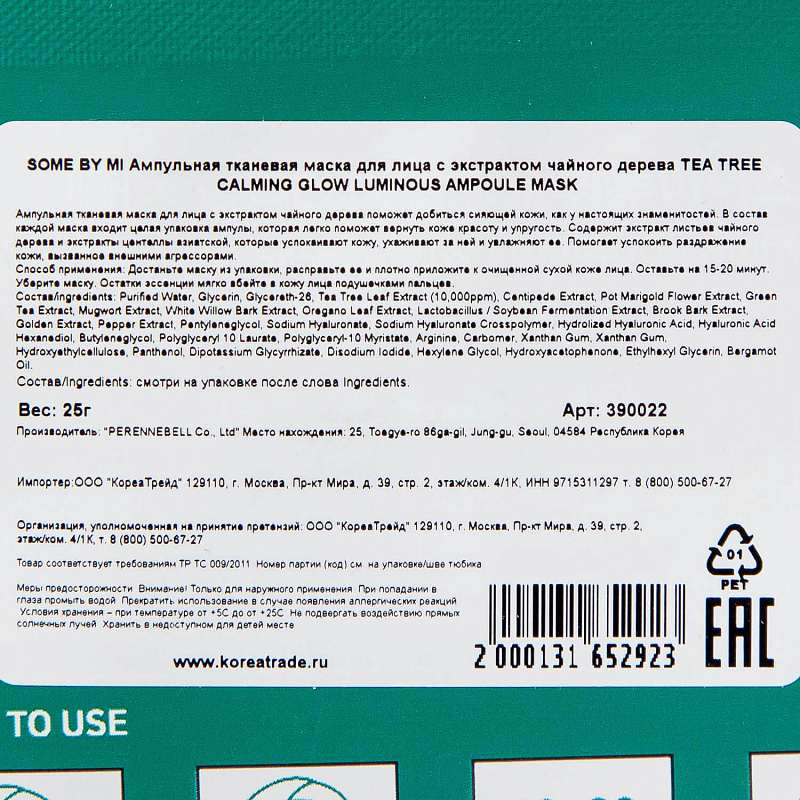 SOME BY MI Ампульная тканевая маска для лица с экстрактом чайного дерева TEA TREE
CALMING GLOW LUMINOUS AMPOULE MASK
Ампульная тканевая маска для лица с экстрактом чайного дерева поможет добиться сияющей кожи, как у настоящих знаменитостей. В состав
каждой маска входит целая упаковка ампулы, которая легко поможет вернуть коже красоту и упругость. Содержит экстракт листьев чайного
дерева и экстракты центеллы азиатской, которые успокаивают кожу, ухаживают за ней и увлажняют ее. Помогает успокоить раздражение
кожи, вызванное внешними агрессорами.
Способ применения: Достаньте маску из упаковки, расправьте ее и плотно приложите к очищенной сухой коже лица. Оставьте на 15-20 минут.
Уберите маску. Остатки эссенции мягко вбейте в кожу лица подушечками пальцев.
Состав/ingredients: Purified Water, Glycerin, Glycereth-26, Tea Tree Leaf Extract (10,000ppm), Centipede Extract, Pot Marigold Flower Extract, Green
Tea Extract, Mugwort Extract, White Willow Bark Extract, Oregano Leaf Extract, Lactobacillus / Soybean Fermentation Extract, Brook Bark Extract,
Golden Extract, Pepper Extract, Pentyleneglycol, Sodium Hyaluronate, Sodium Hyaluronate Crosspolymer, Hydrolized Hyaluronic Acid, Hyaluronic Acid
Hexanediol, Butyleneglycol, Polyglyceryl 10 Laurate, Polyglyceryl-10 Myristate, Arginine, Carbomer, Xanthan Gum, Xanthan Gum,
Hydroxyethylcellulose, Panthenol, Dipotassium Glycyrrhizate, Disodium Iodide, Hexylene Glycol, Hydroxyacetophenone, Ethylhexyl Glycerin, Bergamot
Oil.
Состав/Ingredients: смотри на упаковке после слова Ingredients.
Вес: 25г Арт: 390022
Производитель: "PERENNEBELL Co., Ltd" Место нахождения: 25, Toegye-ro 86ga-gil, Jung-gu, Seoul, 04584 Республика Корея
Импортер:ООО "КореаТрейд" 129110, г. Москва, Пр-кт Мира, д. 39, стр. 2, этаж/ком. 4/1К, ИНН 9715311297 т. 8 (800) 500-67-27
Организация, уполномоченная на принятие претензий: ООО "КореаТрейд" 129110, г. Москва, Пр-кт Мира, д. 39, стр. 2,
этаж/ком. 4/1К, т. 8 (800) 500-67-27
Товар соответствует требованиям ТР ТС 009/2011 Номер партии (код) см на упаковке/шве тюбика
Меры предосторожности Внимание! Только для наружного применения При попадании в
глаза промыть водой Прекратить использование в случае появления аллергических реакций
Условия хранения – при температуре от +5С до от +25С Не подвергать воздействию прямых
солнечных лучей Хранить в недоступном для детей месте
www.koreatrade.ru
2 000131 652923
01
PET
EAC
TO USE